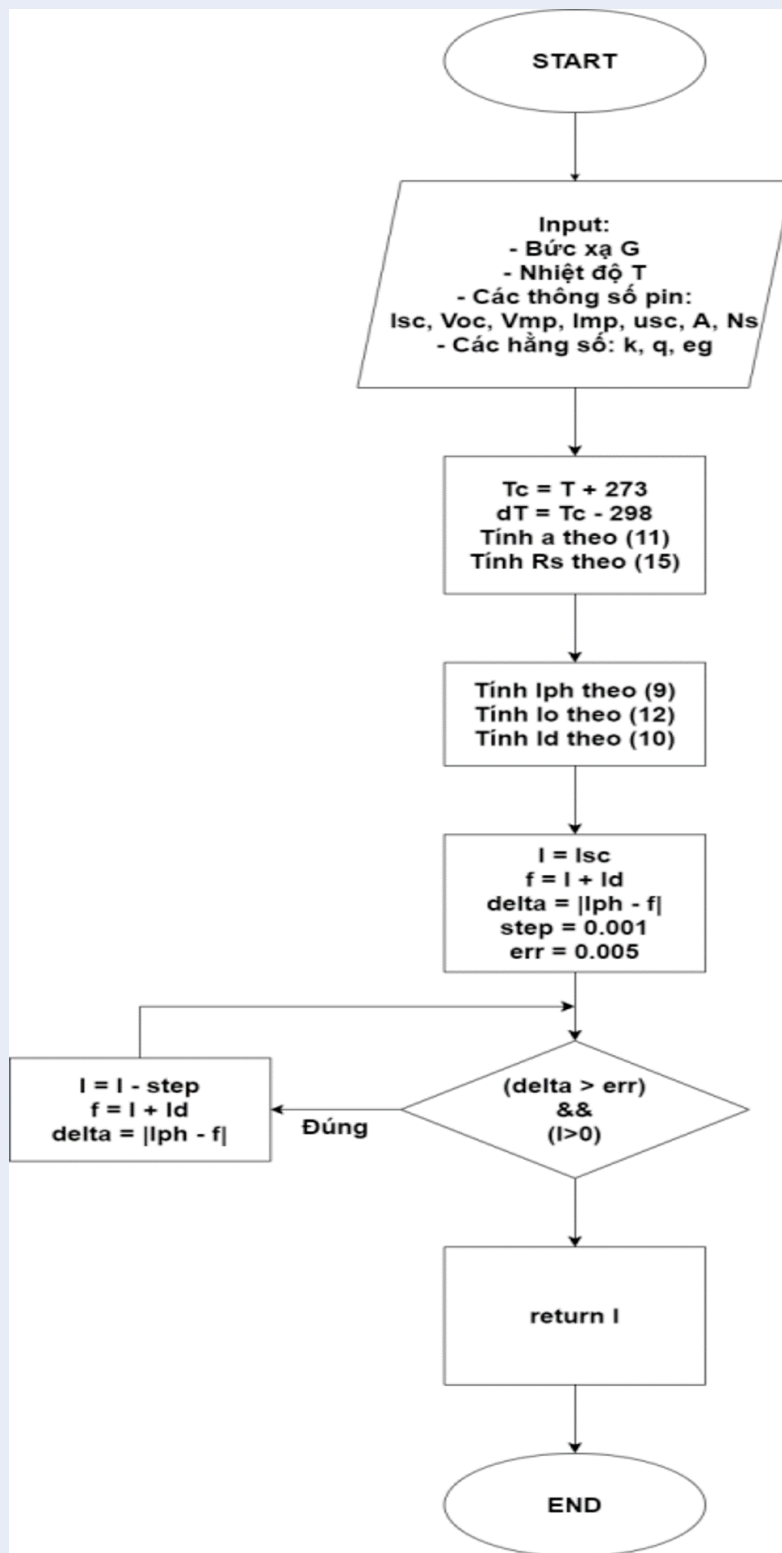 START
Input:
- Bức xạ G
- Nhiệt độ T
- Các thông số pin:
Isc, Voc, Vmp, Imp, usc, A, Ns
- Các hằng số: k, q, eg
Tc = T + 273
dT = Tc - 298
Tính a theo (11)
Tính Rs theo (15)
Tính Iph theo (9)
Tính Io theo (12)
Tính Id theo (10)
I = Isc
f = I + Id
delta = |Iph - f|
step = 0.001
err = 0.005
(delta > err)
&&
(I>0)
Đúng
I = I - step
f = I + Id
delta = |Iph - f|
return I
END